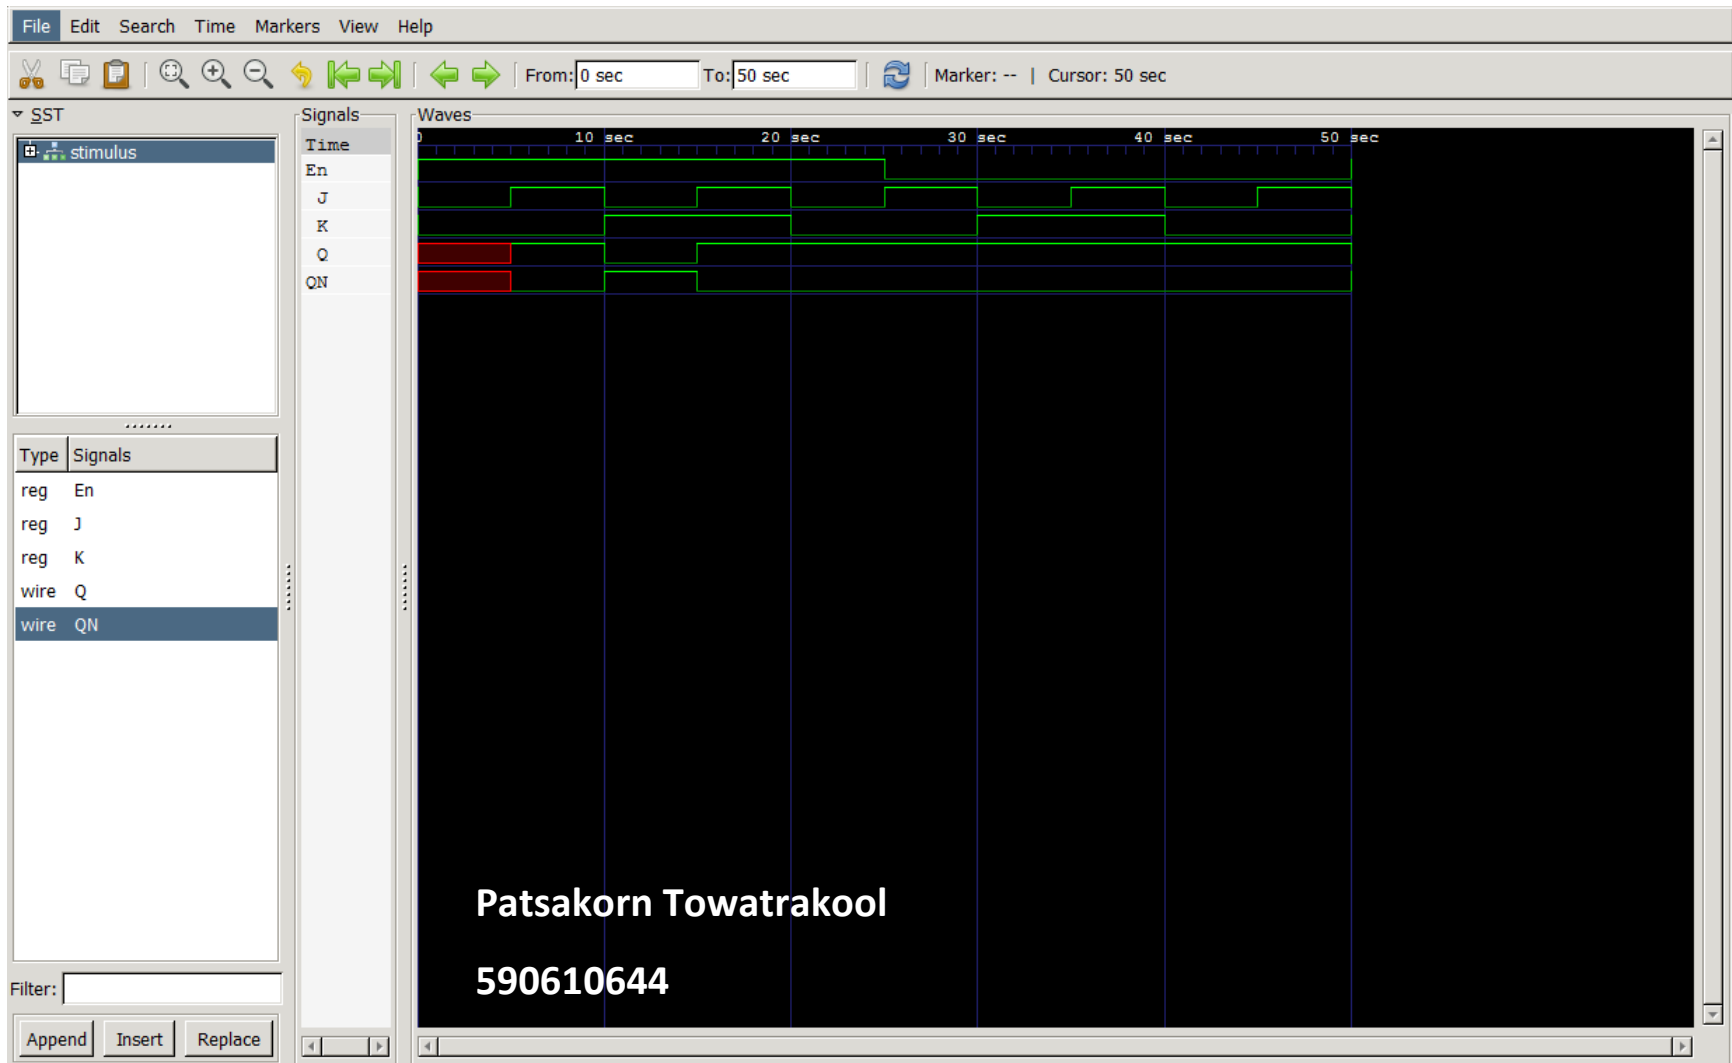 File Edit Search Time Markers View Help
From: 0 sec To: 50 sec Marker: -- | Cursor: 50 sec
SST
stimulus
Type Signals
reg En
reg J
reg K
wire Q
wire QN
Filter:
Append Insert Replace
Signals
Time
En
J
K
Q
QN
Waves
0 10 sec 20 sec 30 sec 40 sec 50 sec
Patsakorn Towatrakool
590610644